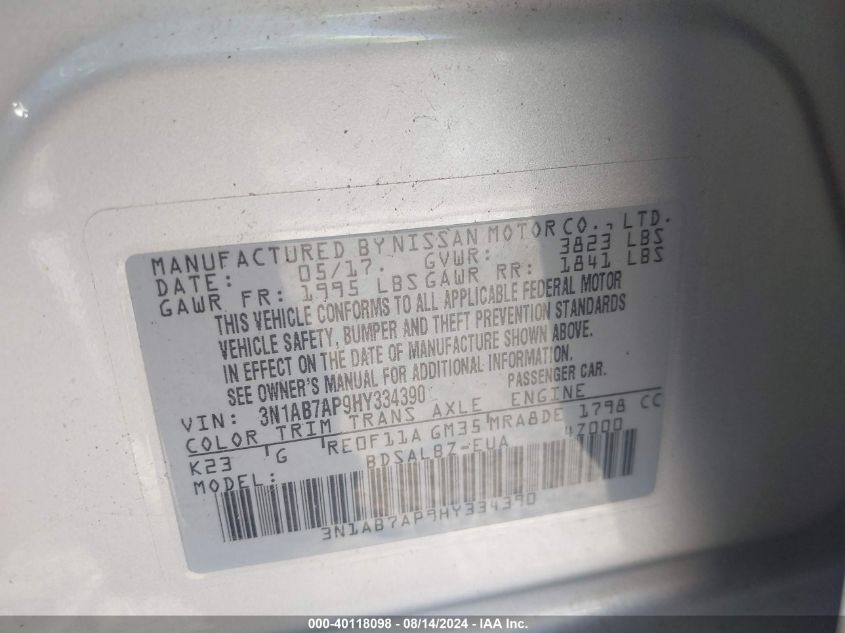 MANUFACTURED BY NISSAN MOTOR CO., LTD.
DATE: 05/17. GVWR: 3823 LBS
GAWR FR: 1995 LBS GAWR RR: 1841 LBS
THIS VEHICLE CONFORMS TO ALL APPLICABLE FEDERAL MOTOR
VEHICLE SAFETY, BUMPER AND THEFT PREVENTION STANDARDS
IN EFFECT ON THE DATE OF MANUFACTURE SHOWN ABOVE.
SEE OWNER'S MANUAL FOR ADDITIONAL INFORMATION.
VIN: 3N1AB7AP9HY334390 PASSENGER CAR.
COLOR TRIM TRANS AXLE ENGINE
K23 G RE0F11A GM35 MRA8DE 1798 CC
MODEL: BDSALBZ-EUA 47000
3N1AB7AP9HY334390
000-40118098 - 08/14/2024 - IAA Inc.